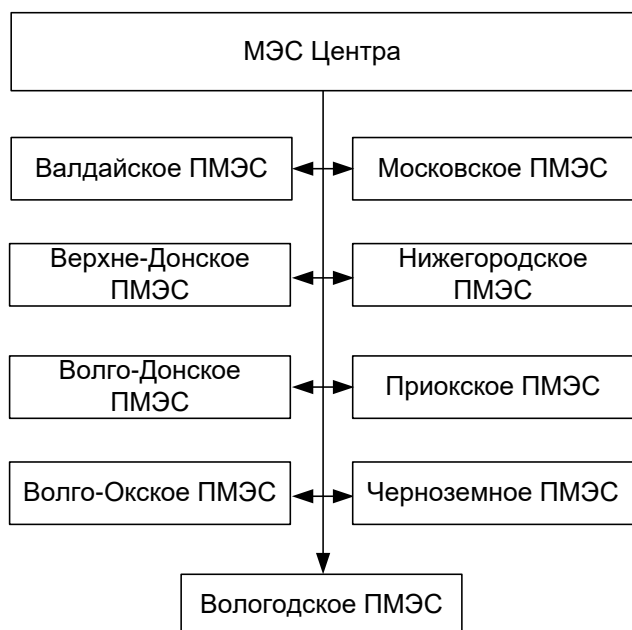 МЭС Центра
Валдайское ПМЭС
Московское ПМЭС
Верхне-Донское
ПМЭС
Нижегородское
ПМЭС
Волго-Донское
ПМЭС
Приокское ПМЭС
Волго-Окское ПМЭС
Черноземное ПМЭС
Вологодское ПМЭС